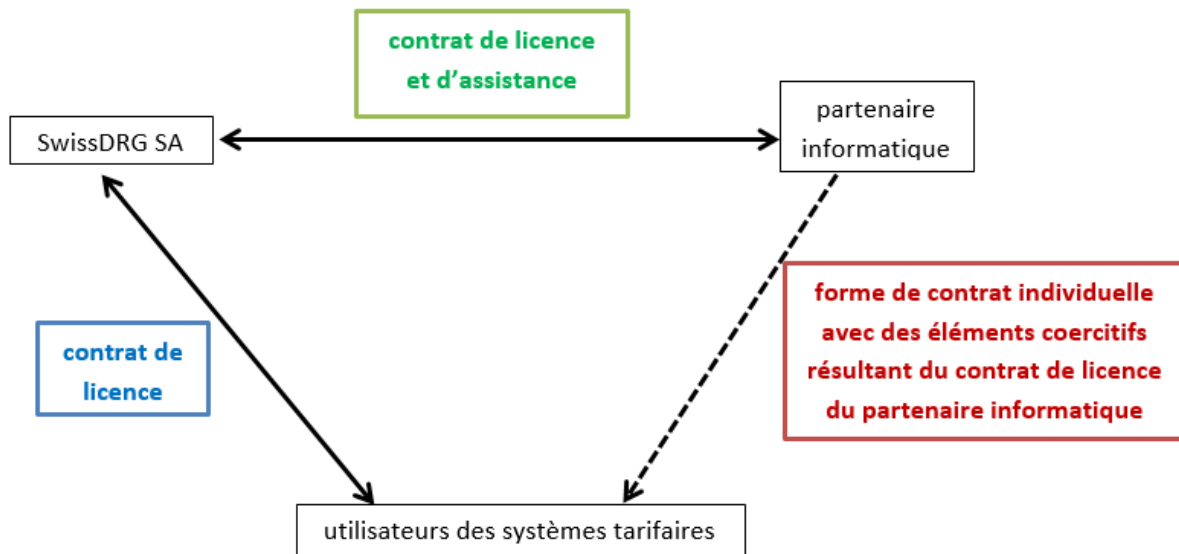 contrat de licence
et d’assistance
SwissDRG SA
partenaire
informatique
contrat de
licence
forme de contrat individuelle
avec des éléments coercitifs
résultant du contrat de licence
du partenaire informatique
utilisateurs des systèmes tarifaires